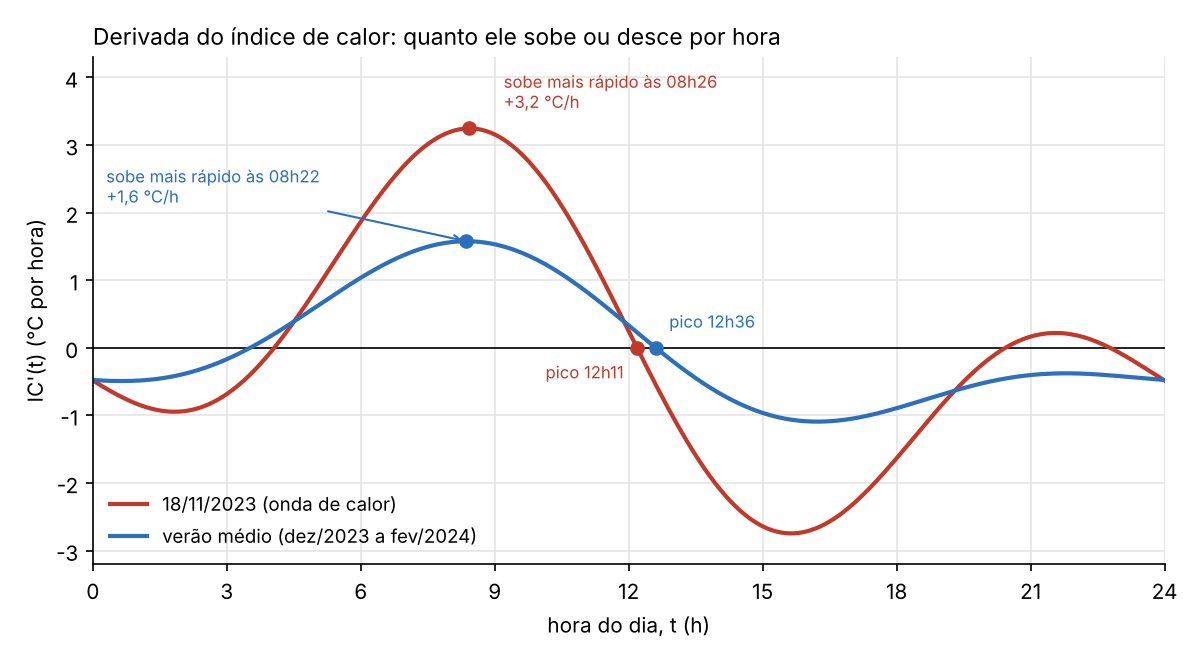 Derivada do índice de calor: quanto ele sobe ou desce por hora
sobe mais rápido às 08h26
+3,2 °C/h
sobe mais rápido às 08h22
+1,6 °C/h
pico 12h36
pico 12h11
IC'(t) (°C por hora)
4
3
2
1
0
-1
-2
-3
18/11/2023 (onda de calor)
verão médio (dez/2023 a fev/2024)
0 3 6 9 12 15 18 21 24
hora do dia, t (h)